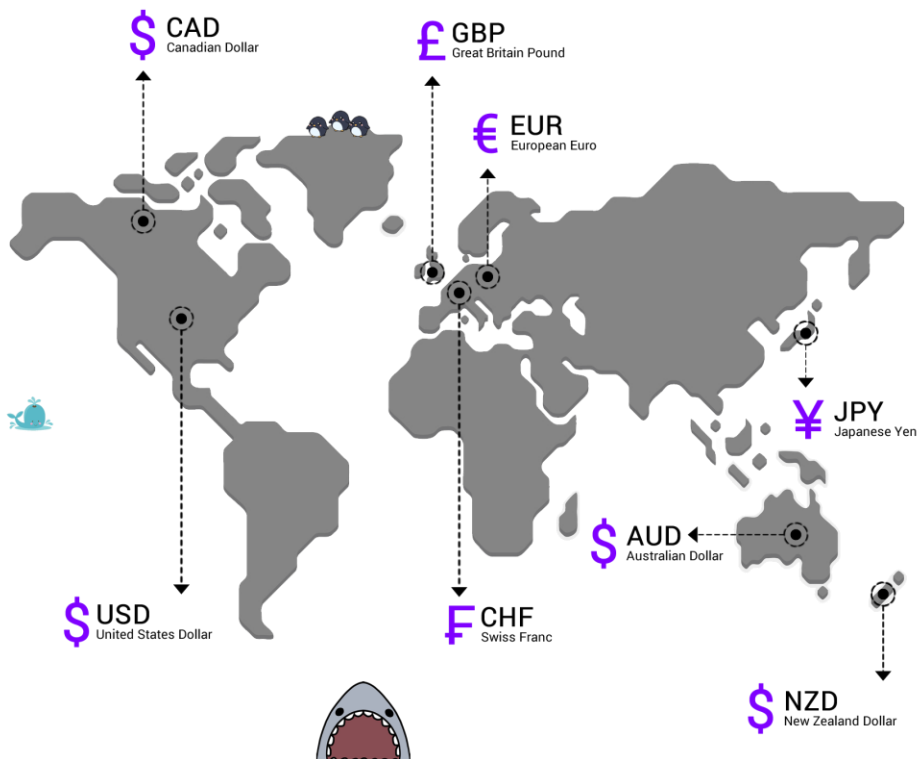 $ CAD
Canadian Dollar
£ GBP
Great Britain Pound
€ EUR
European Euro
¥ JPY
Japanese Yen
$ AUD
Australian Dollar
$ USD
United States Dollar
₣ CHF
Swiss Franc
$ NZD
New Zealand Dollar